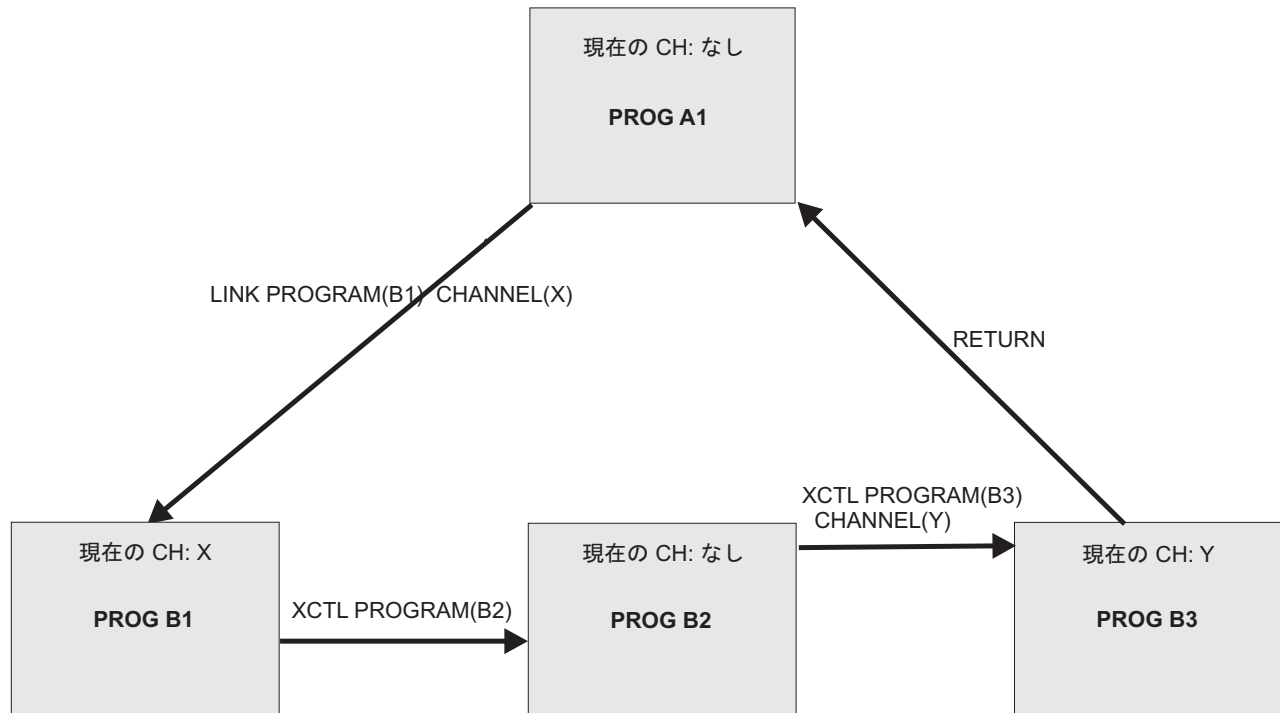 現在の CH: なし
PROG A1
LINK PROGRAM(B1) CHANNEL(X)
RETURN
XCTL PROGRAM(B3)
CHANNEL(Y)
現在の CH: X
PROG B1
XCTL PROGRAM(B2)
現在の CH: なし
PROG B2
現在の CH: Y
PROG B3